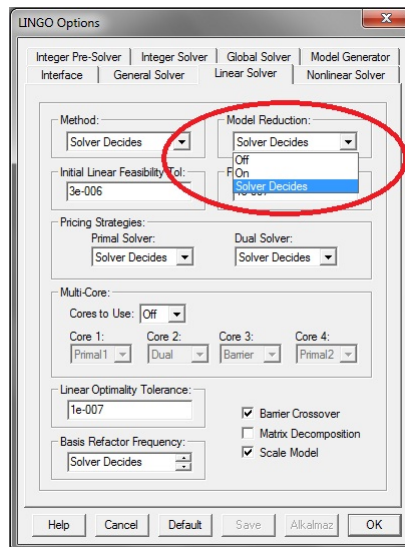 LINGO Options
Integer Pre-Solver Integer Solver Global Solver Model Generator
Interface General Solver Linear Solver Nonlinear Solver
Method: Model Reduction:
Solver Decides Solver Decides
Off
On
Solver Decides
Initial Linear Feasibility Tol:
3e-006
Pricing Strategies:
Primal Solver: Dual Solver:
Solver Decides Solver Decides
Multi-Core:
Cores to Use: Off
Core 1: Core 2: Core 3: Core 4:
Primal1 Dual Barrier Primal2
Linear Optimality Tolerance:
1e-007
Barrier Crossover
Matrix Decomposition
Basis Refactor Frequency:
Scale Model
Solver Decides
Help Cancel Default Save Alkalmaz OK